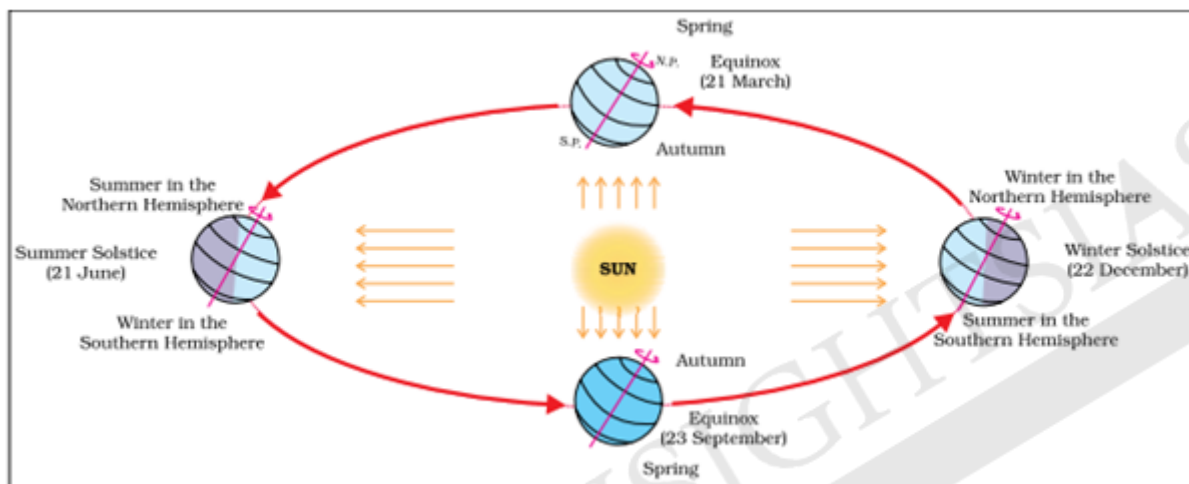 Spring
N.P.
Equinox
(21 March)
S.P.
Autumn
Summer in the
Northern Hemisphere
Winter in the
Northern Hemisphere
Summer Solstice
(21 June)
SUN
Winter Solstice
(22 December)
Winter in the
Southern Hemisphere
Summer in the
Southern Hemisphere
Autumn
Equinox
(23 September)
Spring
SIGHTSIAS